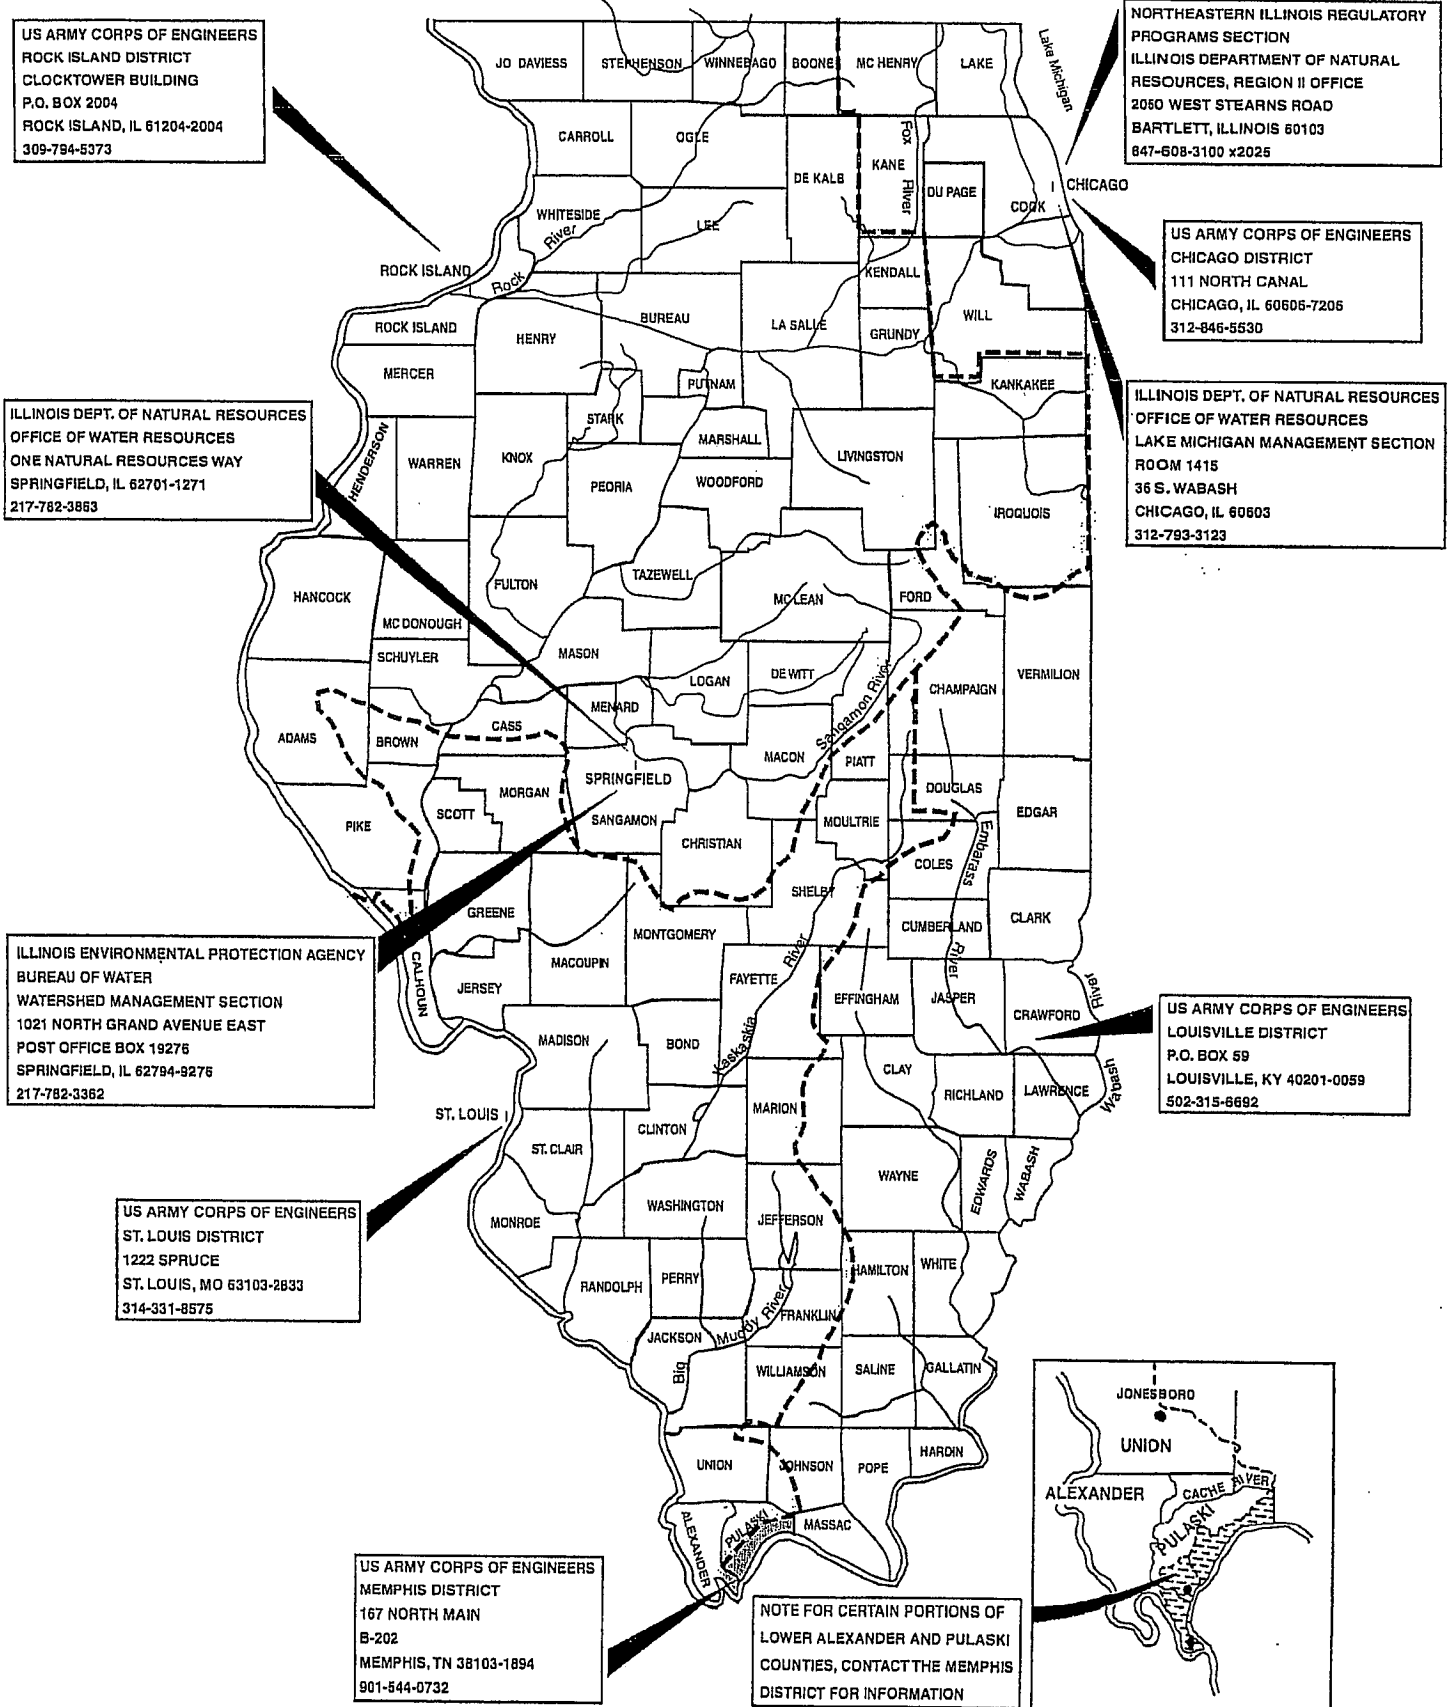 US ARMY CORPS OF ENGINEERS
ROCK ISLAND DISTRICT
CLOCKTOWER BUILDING
P.O. BOX 2004
ROCK ISLAND, IL 61204-2004
309-794-5373
NORTHEASTERN ILLINOIS REGULATORY
PROGRAMS SECTION
ILLINOIS DEPARTMENT OF NATURAL
RESOURCES, REGION II OFFICE
2050 WEST STEARNS ROAD
BARTLETT, ILLINOIS 60103
847-608-3100 x2025
Lake Michigan
JO DAVIESS
STEPHENSON
WINNEBAGO
BOONE
MC HENRY
LAKE
CARROLL
OGLE
DE KALB
KANE
Fox
River
DU PAGE
COOK
CHICAGO
WHITESIDE
LEE
River
Rock
ROCK ISLAND
US ARMY CORPS OF ENGINEERS
CHICAGO DISTRICT
111 NORTH CANAL
CHICAGO, IL 60606-7206
312-846-5530
KENDALL
ROCK ISLAND
HENRY
BUREAU
LA SALLE
GRUNDY
WILL
MERCER
PUTNAM
KANKAKEE
STARK
MARSHALL
ILLINOIS DEPT. OF NATURAL RESOURCES
OFFICE OF WATER RESOURCES
ONE NATURAL RESOURCES WAY
SPRINGFIELD, IL 62701-1271
217-782-3863
ILLINOIS DEPT. OF NATURAL RESOURCES
OFFICE OF WATER RESOURCES
LAKE MICHIGAN MANAGEMENT SECTION
ROOM 1415
36 S. WABASH
CHICAGO, IL 60603
312-793-3123
HENDERSON
WARREN
KNOX
PEORIA
WOODFORD
LIVINGSTON
IROQUOIS
HANCOCK
MC DONOUGH
FULTON
TAZEWELL
MC LEAN
FORD
SCHUYLER
MASON
LOGAN
DE WITT
Sangamon River
CHAMPAIGN
VERMILION
ADAMS
BROWN
CASS
MENARD
MACON
PIATT
PIKE
SCOTT
MORGAN
SPRINGFIELD
SANGAMON
CHRISTIAN
MOULTRIE
DOUGLAS
EDGAR
COLES
Embarass
River
SHELBY
GREENE
MONTGOMERY
CUMBERLAND
CLARK
CALHOUN
JERSEY
MACOUPIN
FAYETTE
River
Kaskaskia
EFFINGHAM
JASPER
CRAWFORD
River
Wabash
ILLINOIS ENVIRONMENTAL PROTECTION AGENCY
BUREAU OF WATER
WATERSHED MANAGEMENT SECTION
1021 NORTH GRAND AVENUE EAST
POST OFFICE BOX 19276
SPRINGFIELD, IL 62794-9276
217-782-3362
US ARMY CORPS OF ENGINEERS
LOUISVILLE DISTRICT
P.O. BOX 59
LOUISVILLE, KY 40201-0059
502-315-6692
MADISON
BOND
CLAY
RICHLAND
LAWRENCE
ST. LOUIS
ST. CLAIR
CLINTON
MARION
WAYNE
EDWARDS
WABASH
US ARMY CORPS OF ENGINEERS
ST. LOUIS DISTRICT
1222 SPRUCE
ST. LOUIS, MO 63103-2833
314-331-8575
MONROE
WASHINGTON
JEFFERSON
RANDOLPH
PERRY
HAMILTON
WHITE
JACKSON
Big
Muddy River
FRANKLIN
WILLIAMSON
SALINE
GALLATIN
UNION
JOHNSON
POPE
HARDIN
ALEXANDER
PULASKI
MASSAC
JONESBORO
UNION
ALEXANDER
CACHE RIVER
PULASKI
US ARMY CORPS OF ENGINEERS
MEMPHIS DISTRICT
167 NORTH MAIN
B-202
MEMPHIS, TN 38103-1894
901-544-0732
NOTE FOR CERTAIN PORTIONS OF
LOWER ALEXANDER AND PULASKI
COUNTIES, CONTACT THE MEMPHIS
DISTRICT FOR INFORMATION